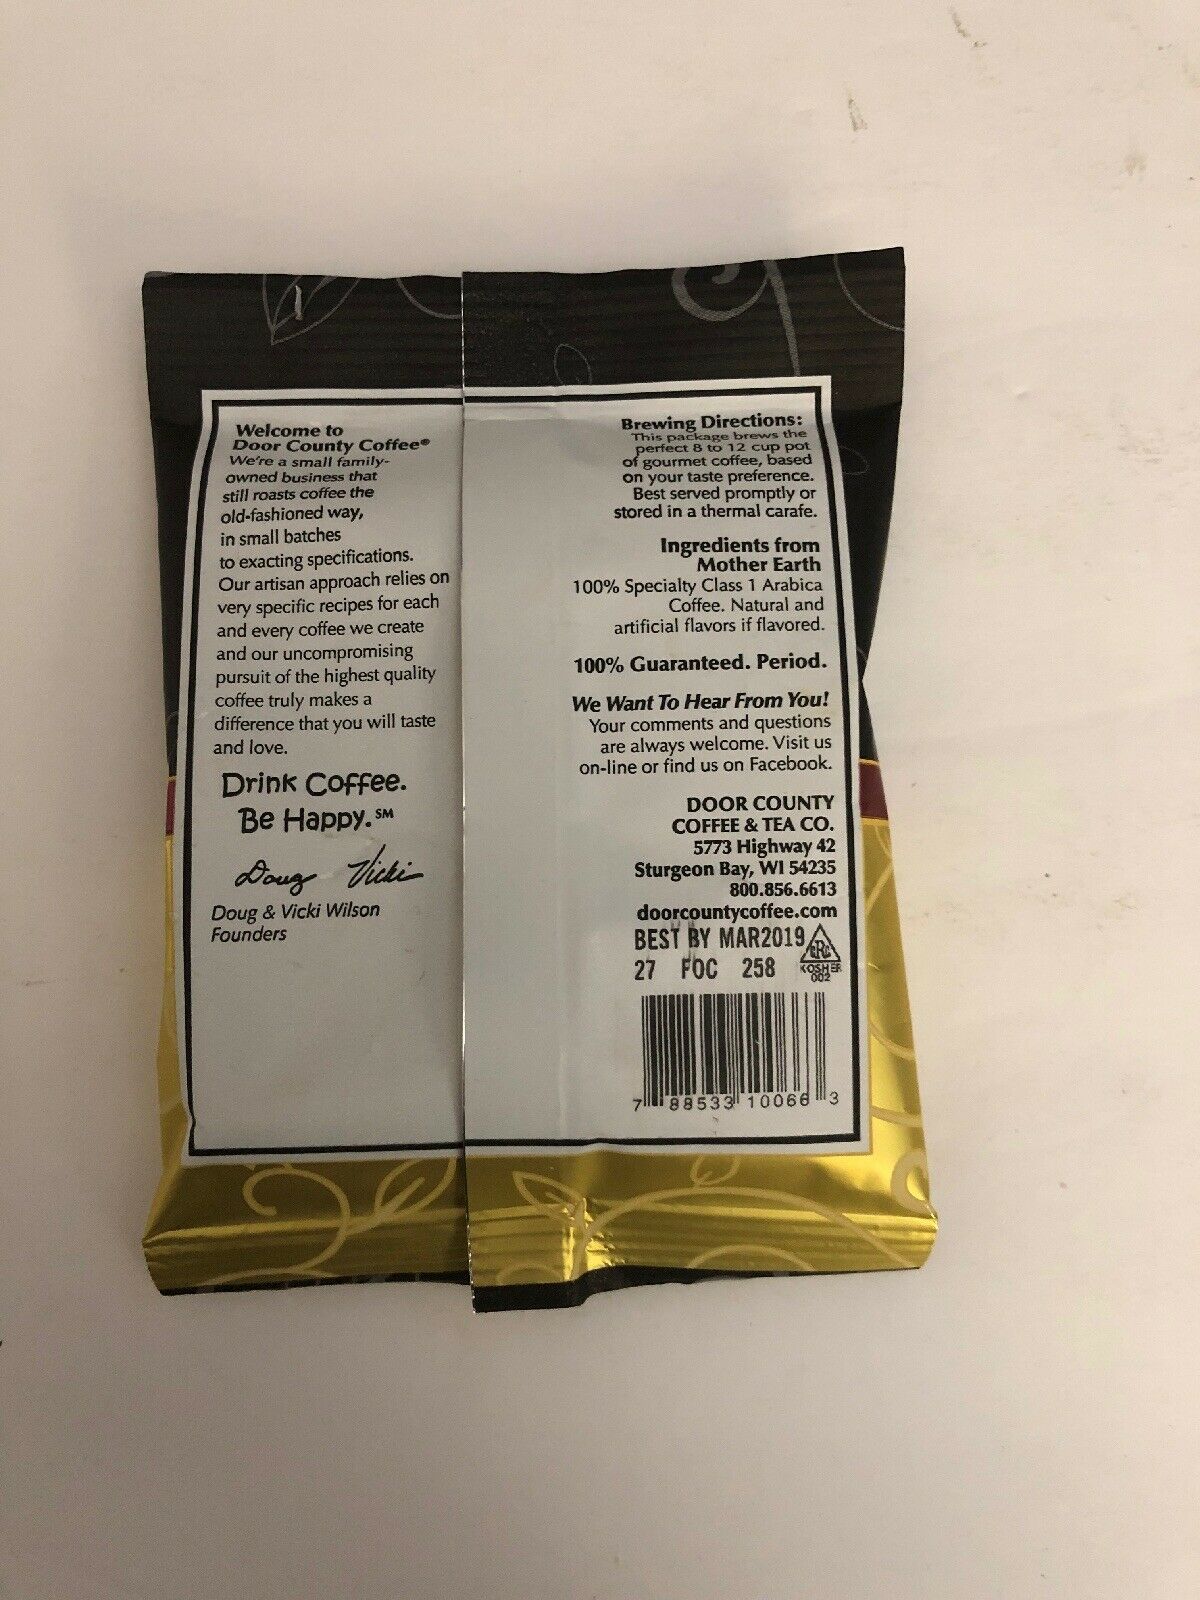 Welcome to
Door County Coffee®
We're a small family-
owned business that
still roasts coffee the
old-fashioned way,
in small batches
to exacting specifications.
Our artisan approach relies on
very specific recipes for each
and every coffee we create
and our uncompromising
pursuit of the highest quality
coffee truly makes a
difference that you will taste
and love.
Drink Coffee.
Be Happy.℠
Doug Vicki
Doug & Vicki Wilson
Founders
Brewing Directions:
This package brews the
perfect 8 to 12 cup pot
of gourmet coffee, based
on your taste preference.
Best served promptly or
stored in a thermal carafe.
Ingredients from
Mother Earth
100% Specialty Class 1 Arabica
Coffee. Natural and
artificial flavors if flavored.
100% Guaranteed. Period.
We Want To Hear From You!
Your comments and questions
are always welcome. Visit us
on-line or find us on Facebook.
DOOR COUNTY
COFFEE & TEA CO.
5773 Highway 42
Sturgeon Bay, WI 54235
800.856.6613
doorcountycoffee.com
BEST BY MAR2019
27 FOC 258
KOSHER
002
7 88533 10066 3